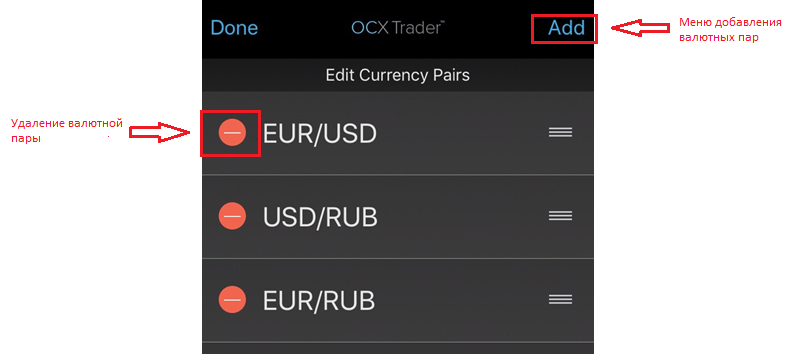 Done
OCX Trader™
Add
Меню добавления
валютных пар
Edit Currency Pairs
Удаление валютной
пары
EUR/USD
USD/RUB
EUR/RUB